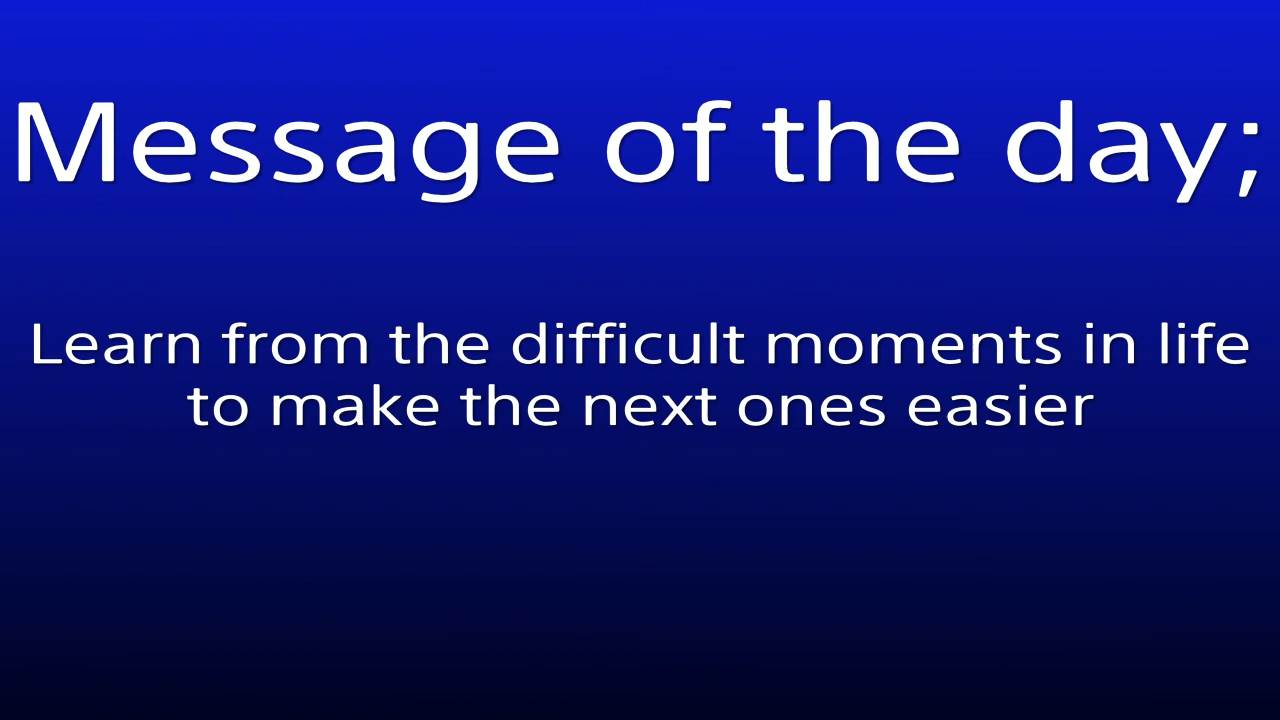 Message of the day;
Learn from the difficult moments in life
to make the next ones easier